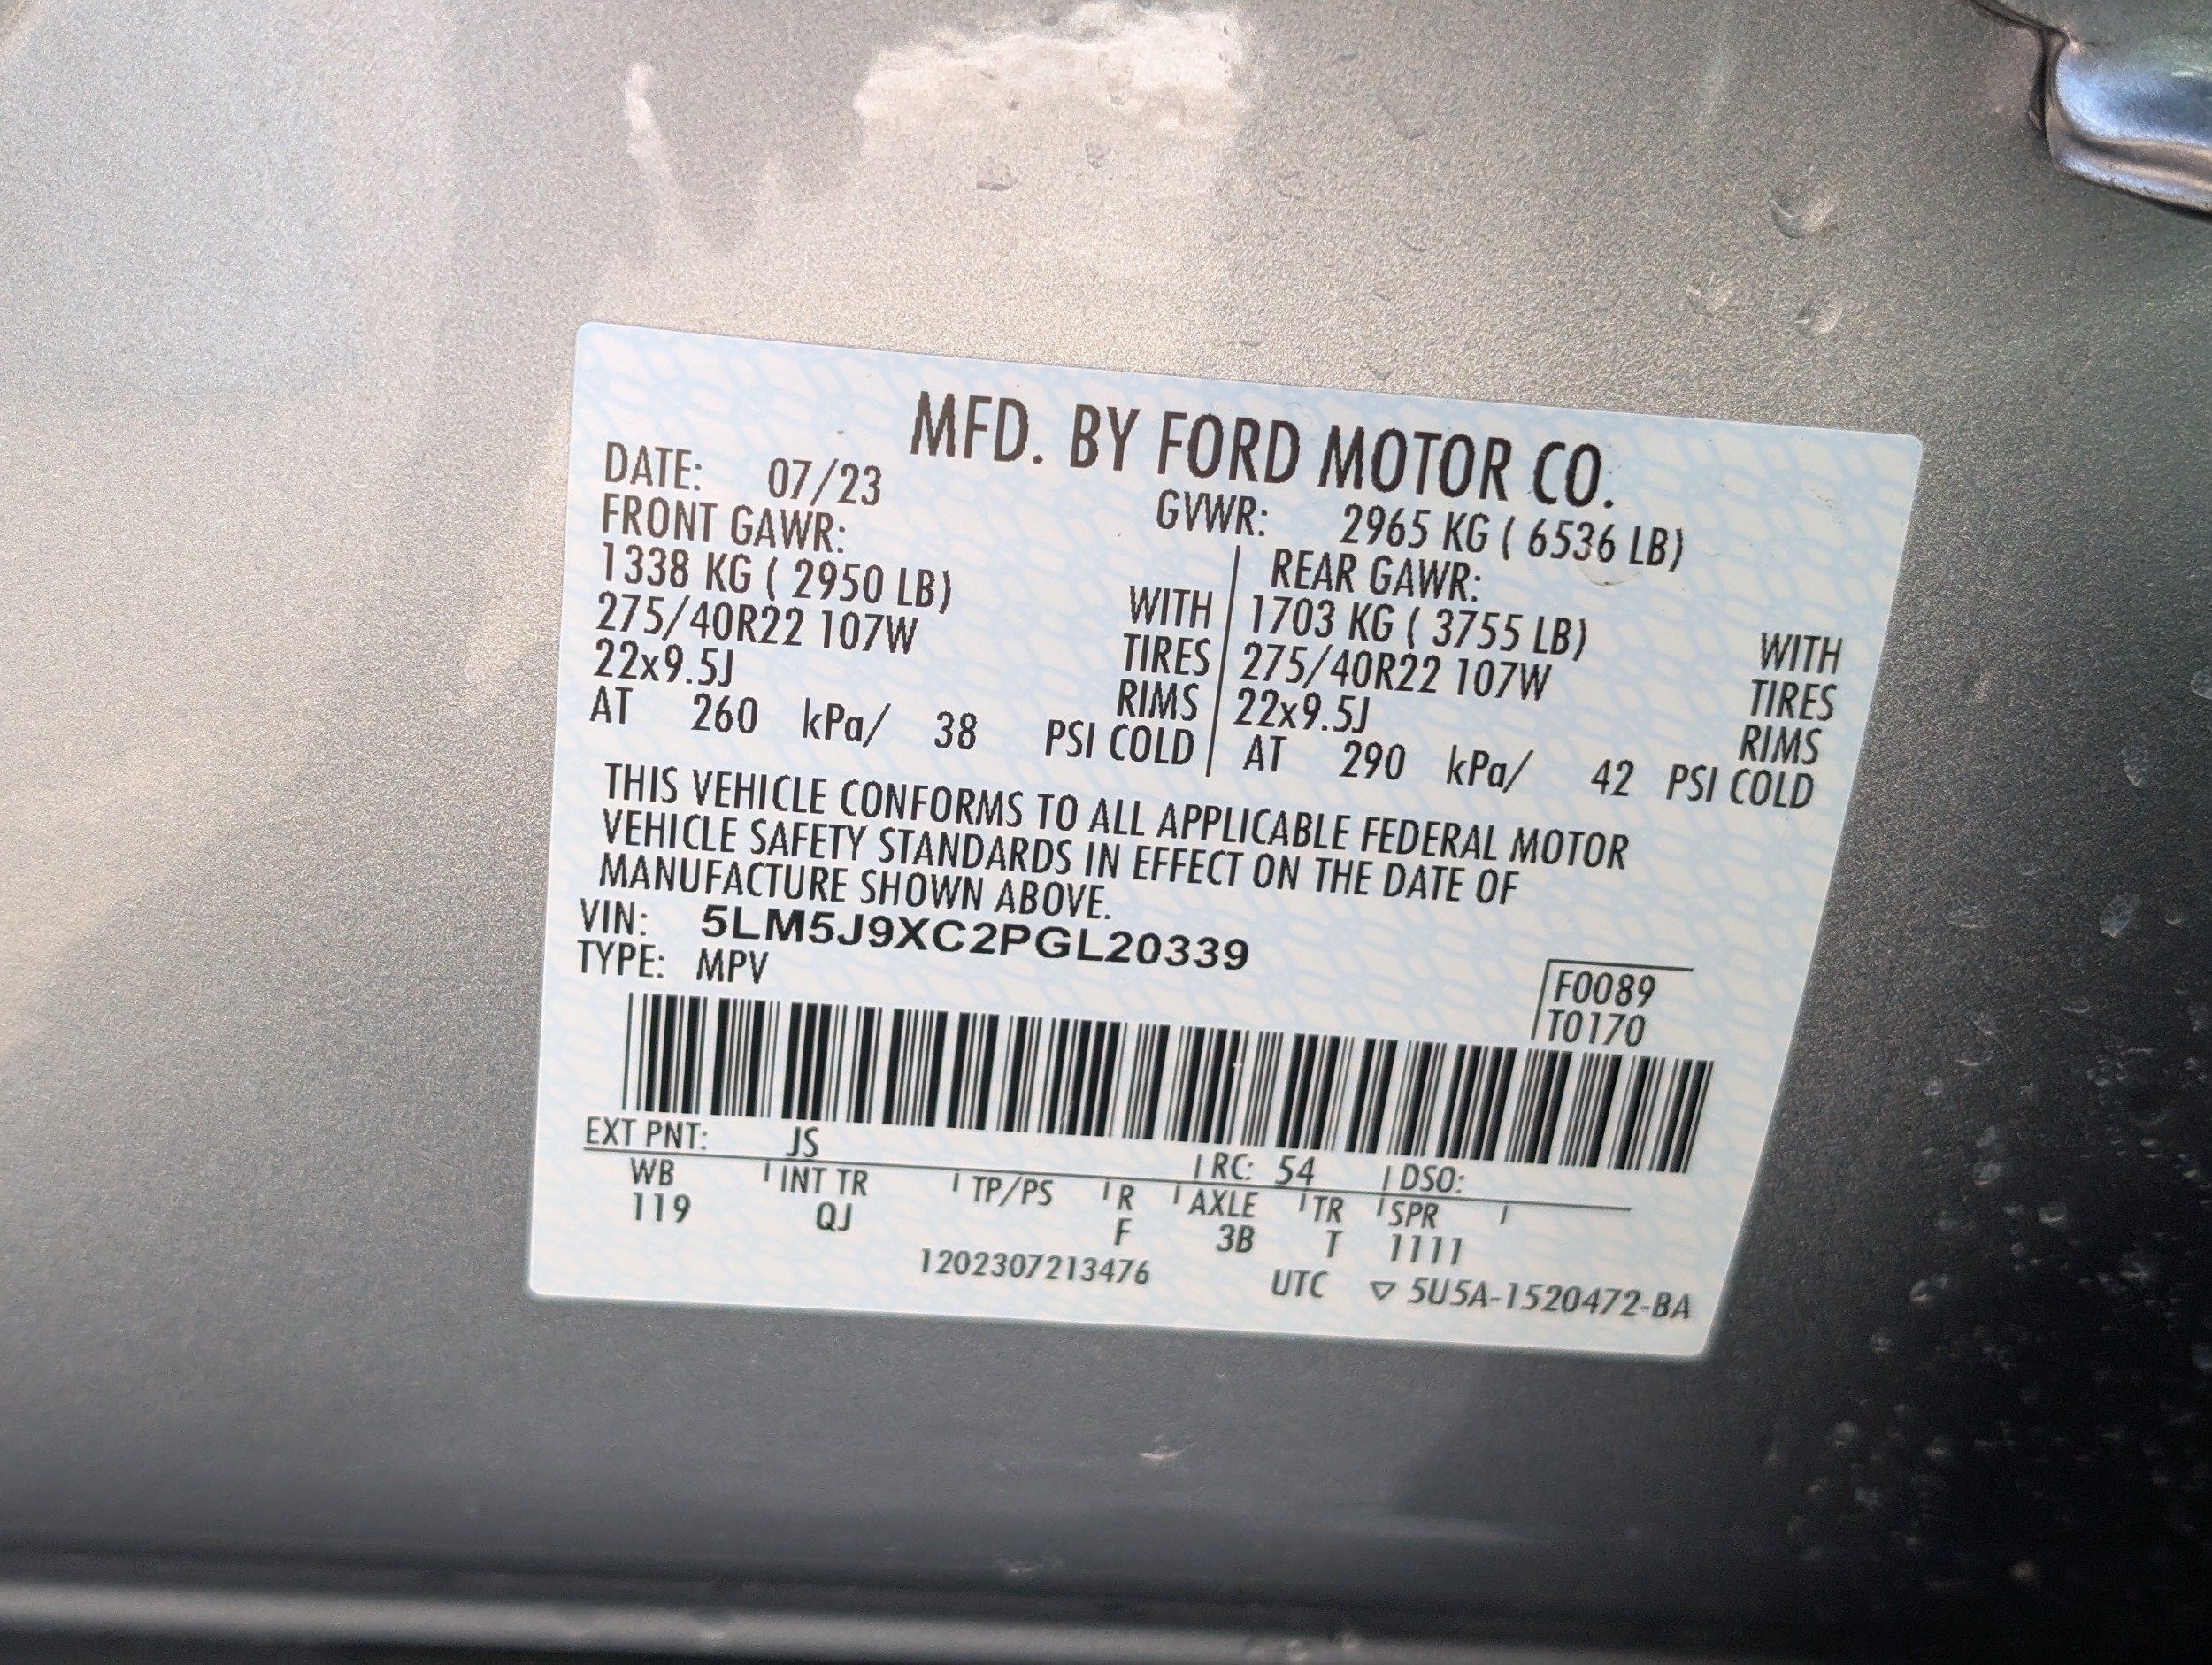 MFD. BY FORD MOTOR CO.
DATE: 07/23 GVWR: 2965 KG ( 6536 LB)
FRONT GAWR: REAR GAWR:
1338 KG ( 2950 LB) WITH 1703 KG ( 3755 LB) WITH
275/40R22 107W TIRES 275/40R22 107W TIRES
22x9.5J RIMS 22x9.5J RIMS
AT 260 kPa/ 38 PSI COLD AT 290 kPa/ 42 PSI COLD
THIS VEHICLE CONFORMS TO ALL APPLICABLE FEDERAL MOTOR
VEHICLE SAFETY STANDARDS IN EFFECT ON THE DATE OF
MANUFACTURE SHOWN ABOVE.
VIN: 5LM5J9XC2PGL20339
TYPE: MPV
F0089
T0170
EXT PNT: JS RC: 54 DSO:
WB INT TR TP/PS R AXLE TR SPR
119 QJ F 3B T 1111
1202307213476 UTC ▽ 5U5A-1520472-BA